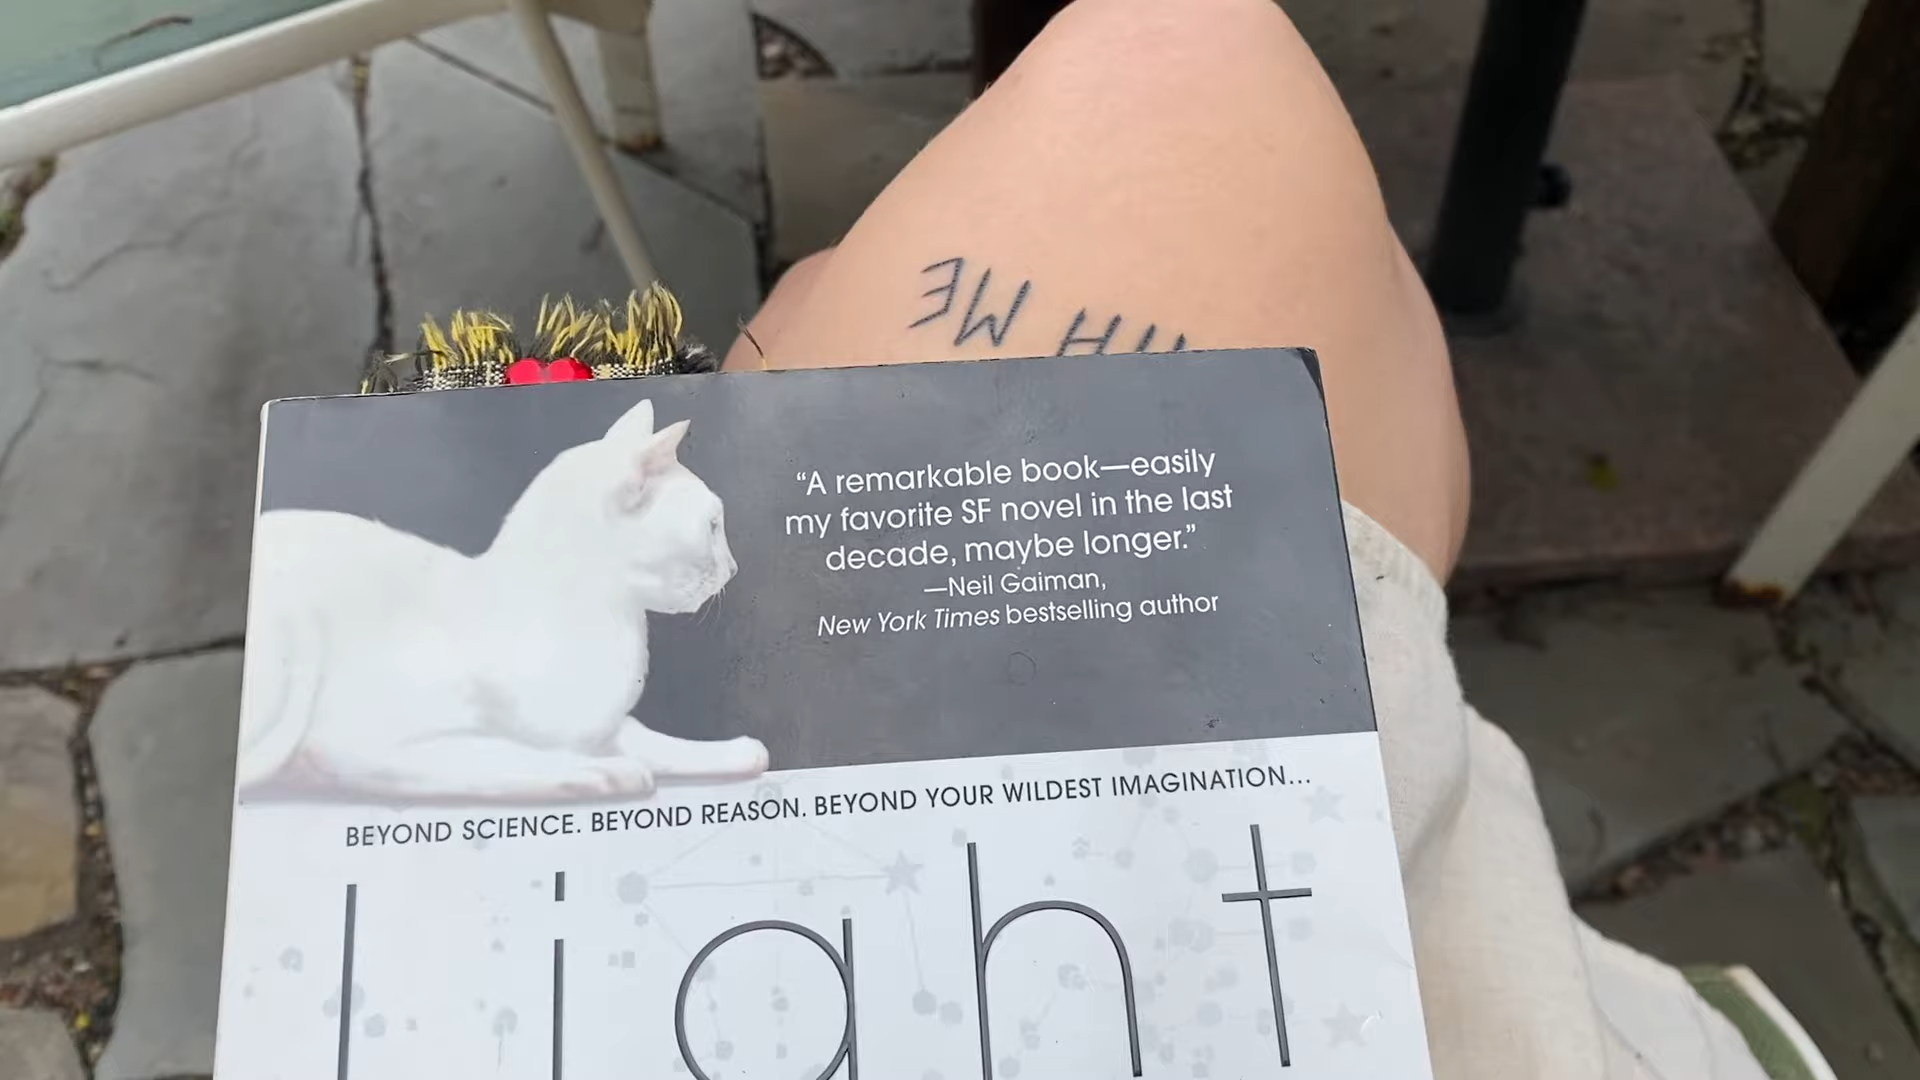 “A remarkable book—easily
my favorite SF novel in the last
decade, maybe longer.”
—Neil Gaiman,
New York Times bestselling author
BEYOND SCIENCE. BEYOND REASON. BEYOND YOUR WILDEST IMAGINATION...
Light
ME